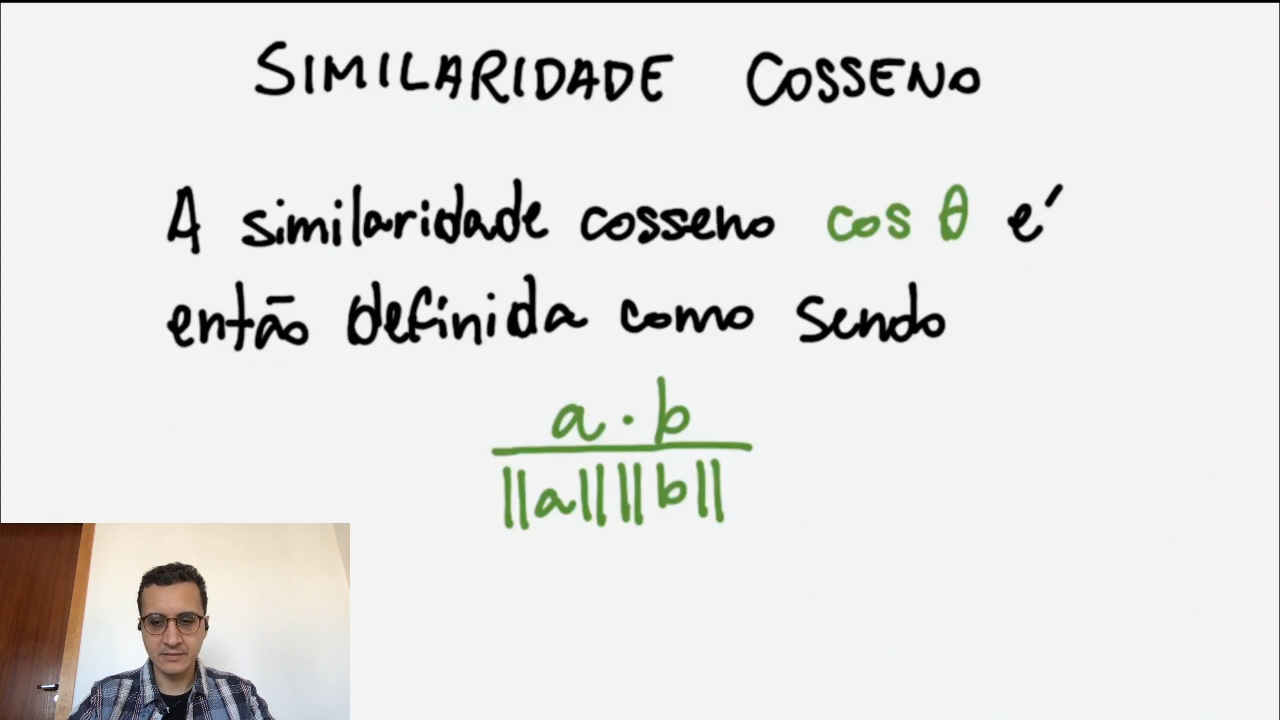 SIMILARIDADE COSSENO
A similaridade cosseno cos θ é
então definida como sendo
a · b
||a|| ||b||